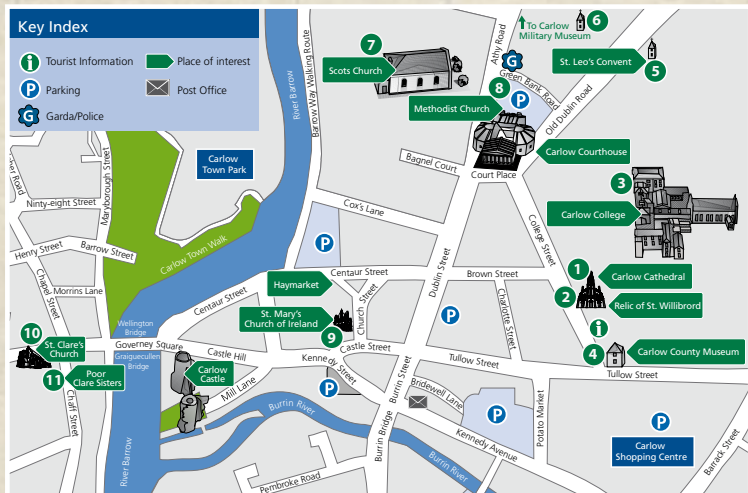 Key Index
i Tourist Information
Place of interest
P Parking
Post Office
G Garda/Police
To Carlow
Military Museum
6
Athy Road
G
Green Bank Road
P
St. Leo's Convent
5
Old Dublin Road
7
Scots Church
8
Methodist Church
Carlow Courthouse
Bagnel Court
Court Place
River Barrow
Barrow Way Walking Route
Carlow
Town Park
Maryborough Street
Ninty-eight Street
Henry Street
Barrow Street
Chapel Street
Morrins Lane
Carlow Town Walk
Cox's Lane
P
3
Carlow College
College Street
Centaur Street
Brown Street
Dublin Street
1
Carlow Cathedral
2
Relic of St. Willibrord
Haymarket
Church Street
Centaur Street
St. Mary's
Church of Ireland
9
P
Charlotte Street
i
4
Carlow County Museum
Wellington
Bridge
Governey Square
Graiguecullen
Bridge
Castle Hill
Castle Street
Tullow Street
Tullow Street
10
St. Clare's
Church
11
Poor
Clare Sisters
Chaff Street
Carlow
Castle
Mill Lane
Kennedy Street
P
Burrin Street
Bridewell Lane
P
Potato Market
Kennedy Avenue
P
Carlow
Shopping Centre
Barrack Street
Burrin River
Burrin Bridge
Burrin River
River Barrow
Pembroke Road